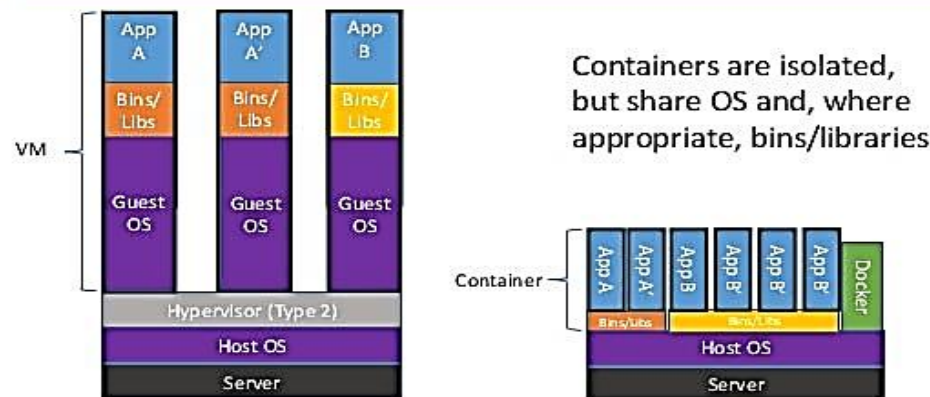 App
A
App
A'
App
B
Bins/
Libs
Bins/
Libs
Bins/
Libs
VM
Guest
OS
Guest
OS
Guest
OS
Hypervisor (Type 2)
Host OS
Server
Containers are isolated,
but share OS and, where
appropriate, bins/libraries
Container
App A
App A'
App B
App B'
App B'
App B'
Docker
Bins/Libs
Bins/Libs
Host OS
Server